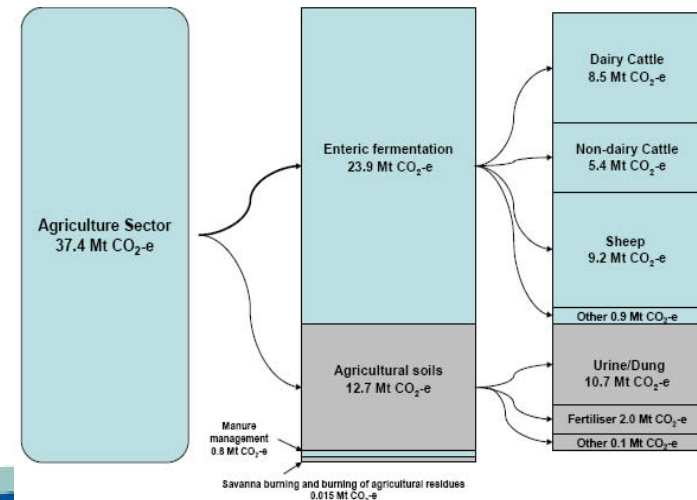 Agriculture Sector
37.4 Mt CO₂-e
Enteric fermentation
23.9 Mt CO₂-e
Agricultural soils
12.7 Mt CO₂-e
Manure
management
0.8 Mt CO₂-e
Savanna burning and burning of agricultural residues
0.015 Mt CO₂-e
Dairy Cattle
8.5 Mt CO₂-e
Non-dairy Cattle
5.4 Mt CO₂-e
Sheep
9.2 Mt CO₂-e
Other 0.9 Mt CO₂-e
Urine/Dung
10.7 Mt CO₂-e
Fertiliser 2.0 Mt CO₂-e
Other 0.1 Mt CO₂-e